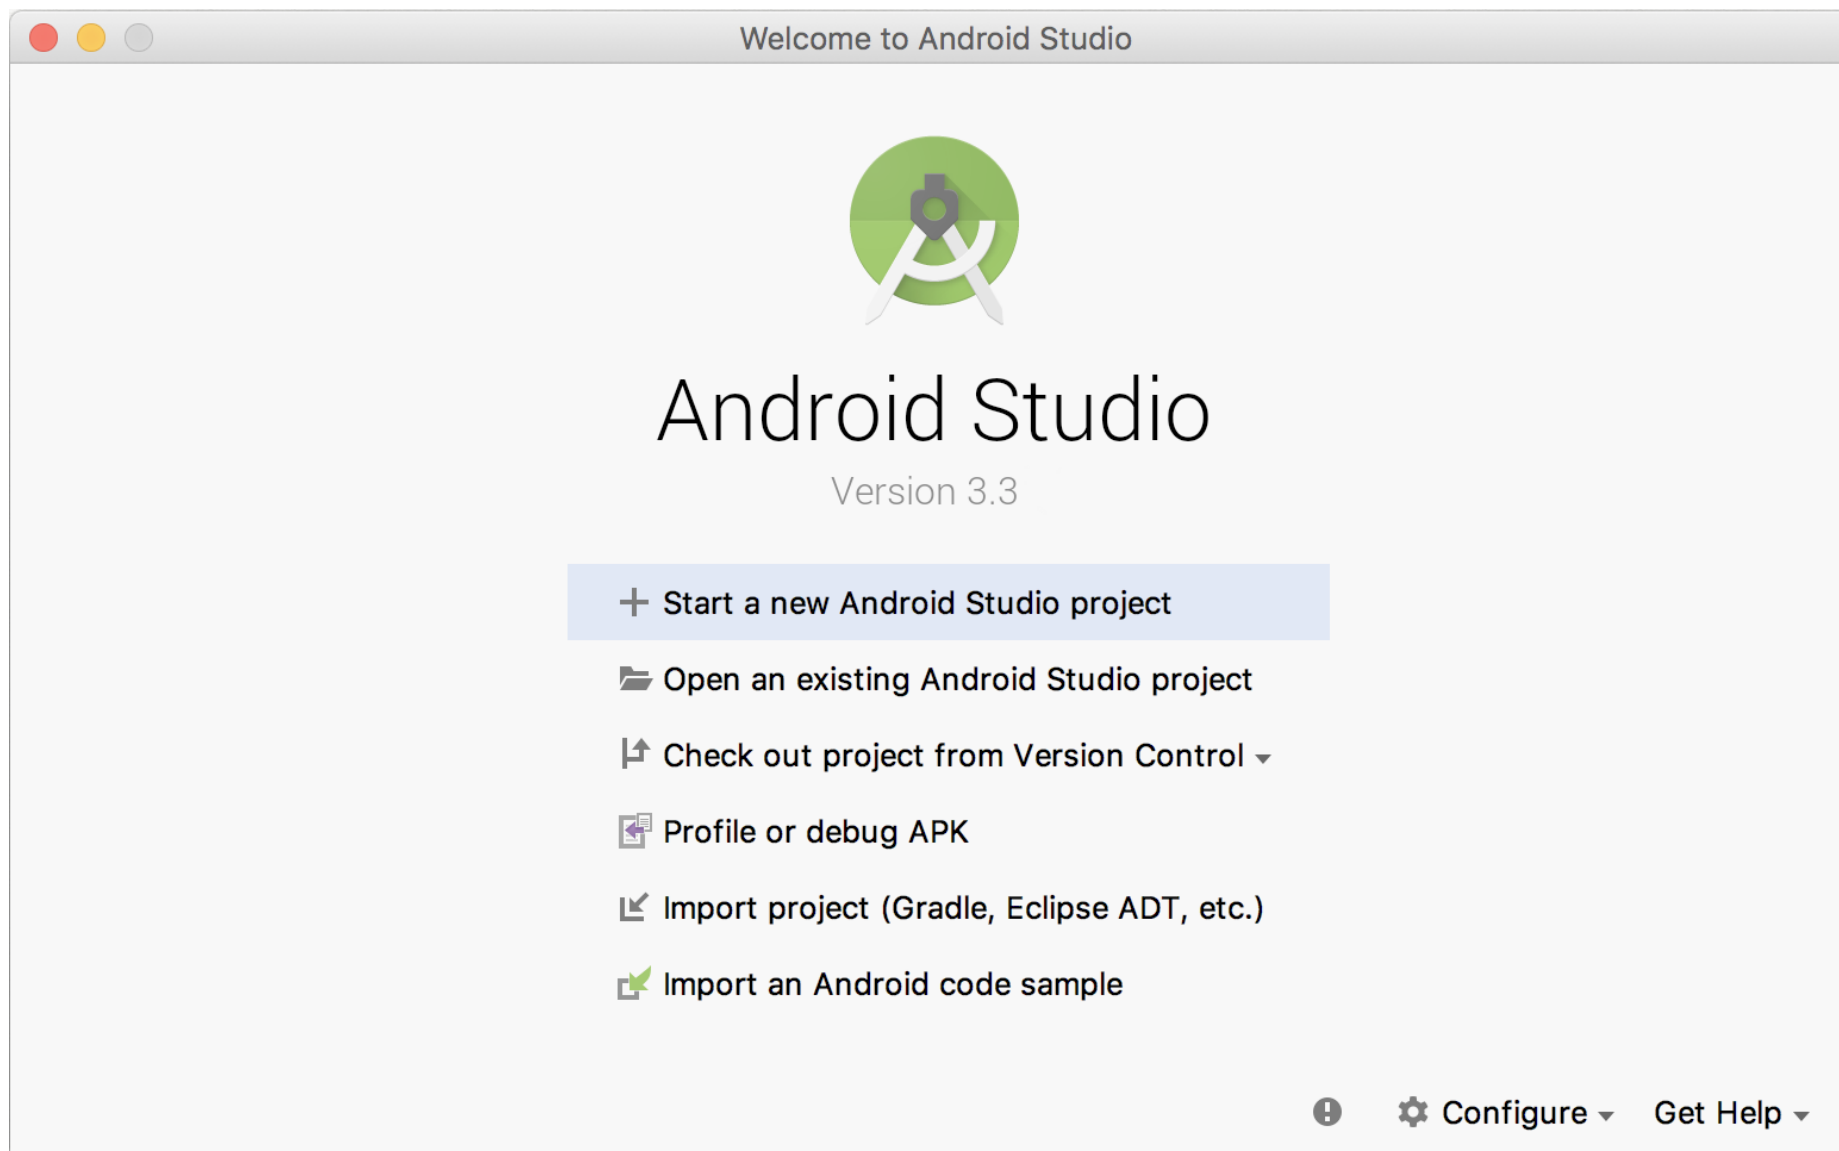 Welcome to Android Studio
Android Studio
Version 3.3
Start a new Android Studio project
Open an existing Android Studio project
Check out project from Version Control
Profile or debug APK
Import project (Gradle, Eclipse ADT, etc.)
Import an Android code sample
Configure Get Help